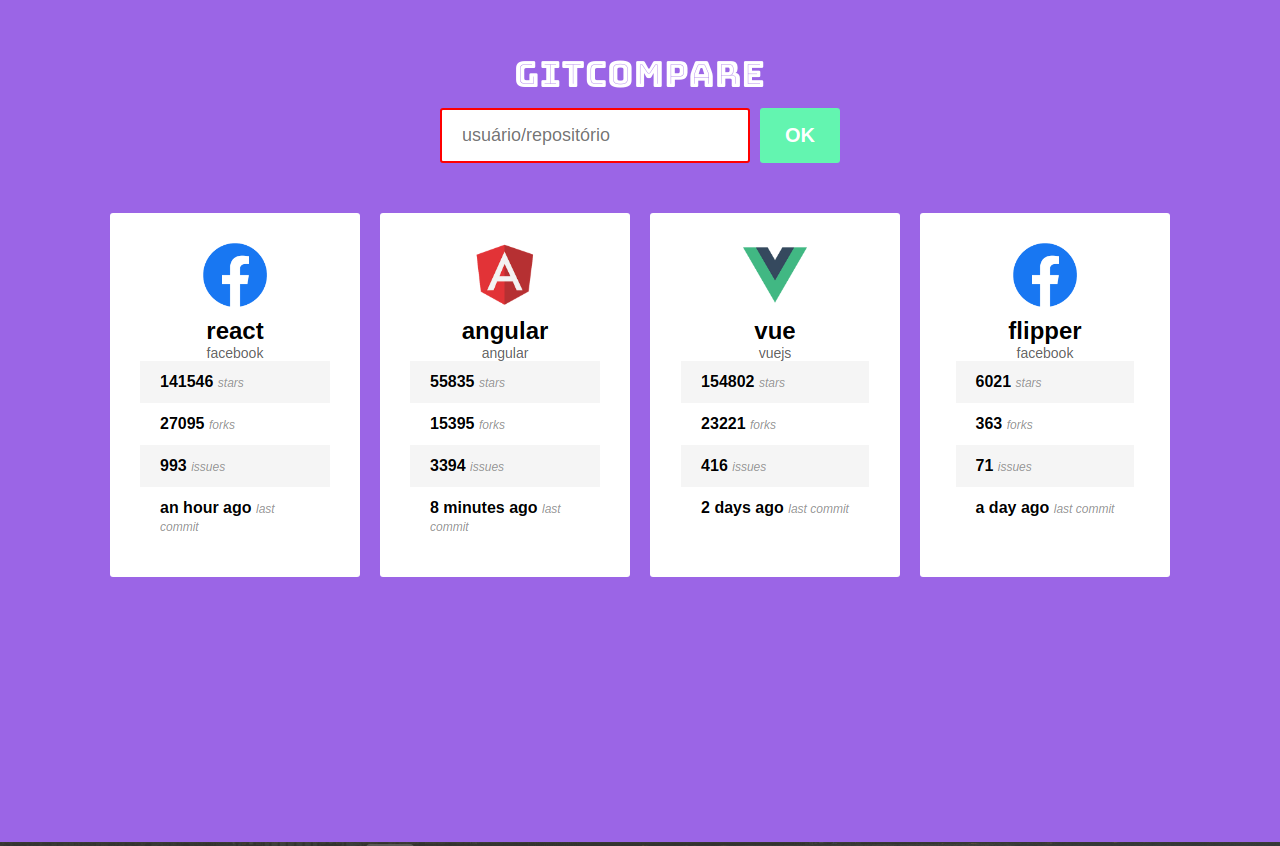 GITCOMPARE
usuário/repositório
OK
react
facebook
141546 stars
27095 forks
993 issues
an hour ago last
commit
angular
angular
55835 stars
15395 forks
3394 issues
8 minutes ago last
commit
vue
vuejs
154802 stars
23221 forks
416 issues
2 days ago last commit
flipper
facebook
6021 stars
363 forks
71 issues
a day ago last commit